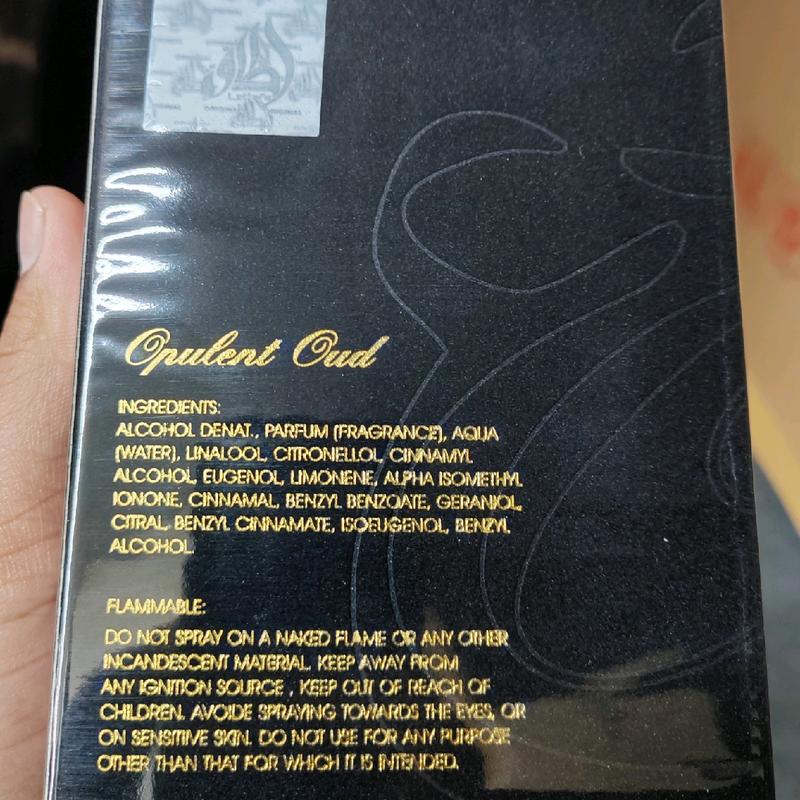 Opulent Oud
INGREDIENTS:
ALCOHOL DENAT., PARFUM (FRAGRANCE), AQUA
(WATER), LINALOOL, CITRONELLOL, CINNAMYL
ALCOHOL, EUGENOL, LIMONENE, ALPHA ISOMETHYL
IONONE, CINNAMAL, BENZYL BENZOATE, GERANIOL,
CITRAL, BENZYL CINNAMATE, ISOEUGENOL, BENZYL
ALCOHOL.
FLAMMABLE:
DO NOT SPRAY ON A NAKED FLAME OR ANY OTHER
INCANDESCENT MATERIAL. KEEP AWAY FROM
ANY IGNITION SOURCE , KEEP OUT OF REACH OF
CHILDREN. AVOIDE SPRAYING TOWARDS THE EYES, OR
ON SENSITIVE SKIN. DO NOT USE FOR ANY PURPOSE
OTHER THAN THAT FOR WHICH IT IS INTENDED.